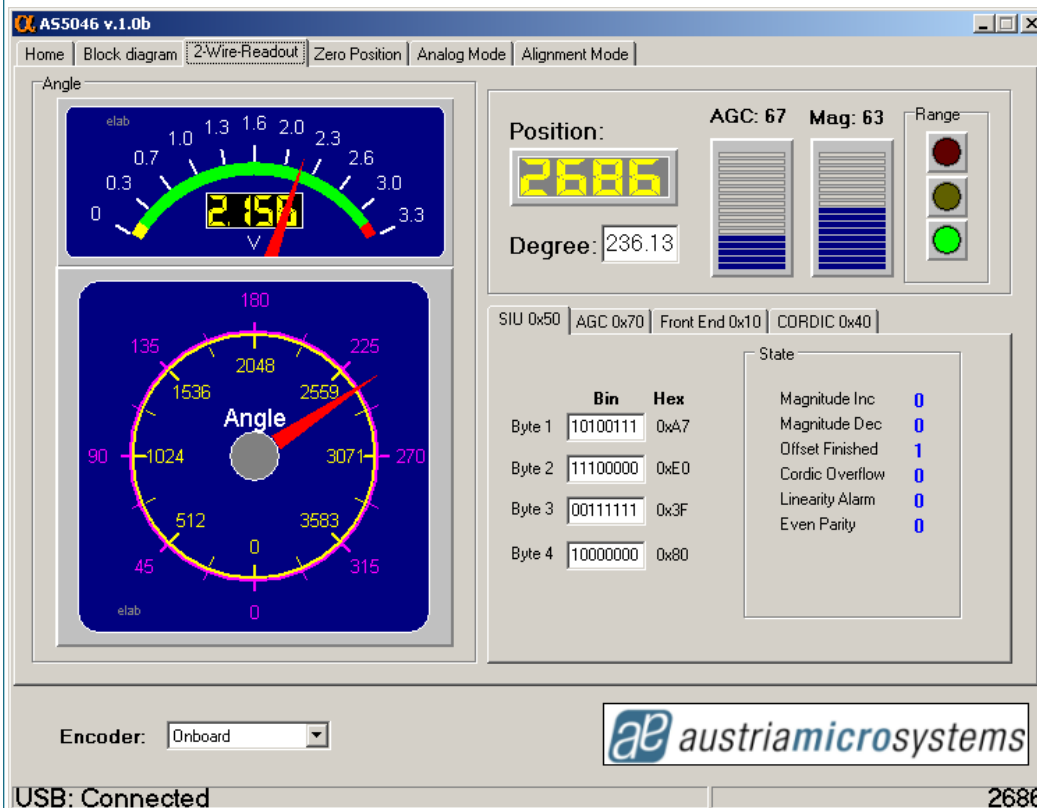 AS5046 v.1.0b
Home Block diagram 2-Wire-Readout Zero Position Analog Mode Alignment Mode
Angle
elab
0 0.3 0.7 1.0 1.3 1.6 2.0 2.3 2.6 3.0 3.3
2.156
V
180
135 225
2048
1536 2559
Angle
90 1024 3071 270
512 3583
0
45 315
elab
0
Position:
2686
Degree: 236.13
AGC: 67 Mag: 63
Range
SIU 0x50 AGC 0x70 Front End 0x10 CORDIC 0x40
Bin Hex
Byte 1 10100111 0xA7
Byte 2 11100000 0xE0
Byte 3 00111111 0x3F
Byte 4 10000000 0x80
State
Magnitude Inc 0
Magnitude Dec 0
Offset Finished 1
Cordic Overflow 0
Linearity Alarm 0
Even Parity 0
Encoder: Onboard
ae austriamicrosystems
USB: Connected
2686